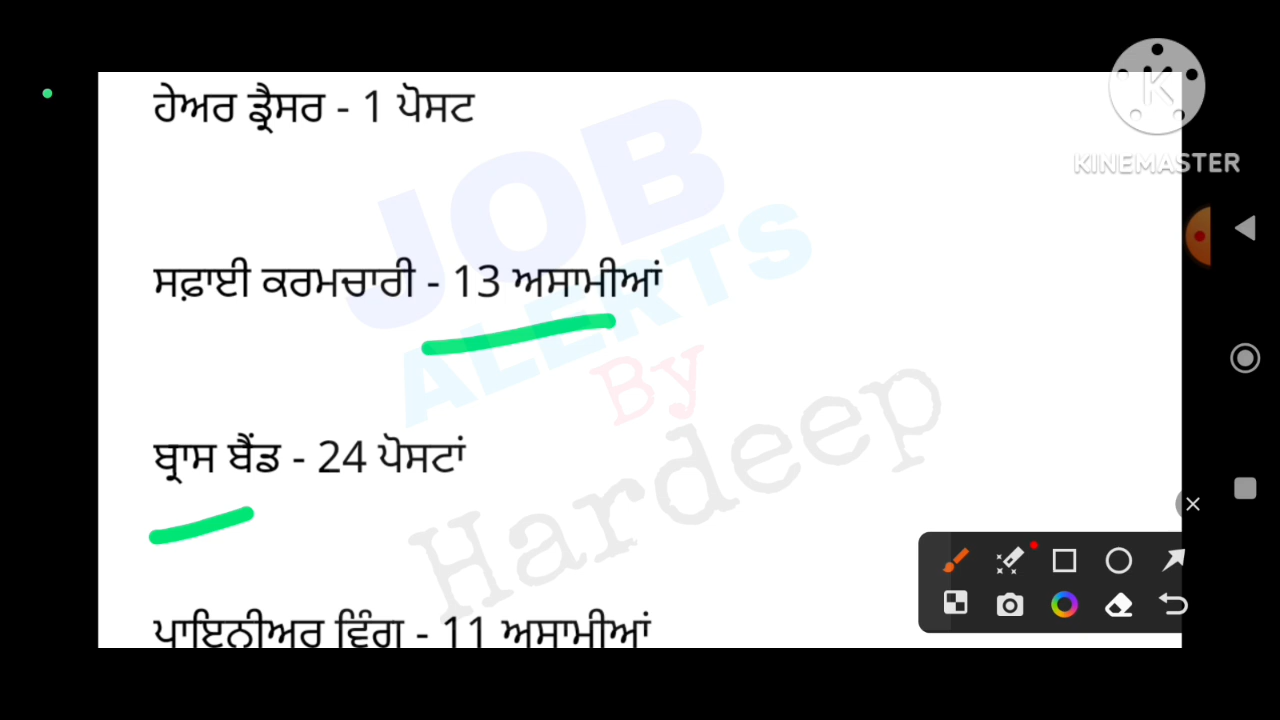 ਹੇਅਰ ਡ੍ਰੈਸਰ - 1 ਪੋਸਟ
KINEMASTER
JOB
ALERTS
ਸਫ਼ਾਈ ਕਰਮਚਾਰੀ - 13 ਅਸਾਮੀਆਂ
By
Hardeep
ਬ੍ਰਾਸ ਬੈਂਡ - 24 ਪੋਸਟਾਂ
ਪਾਇਨੀਅਰ ਵਿੰਗ - 11 ਅਸਾਮੀਆਂ